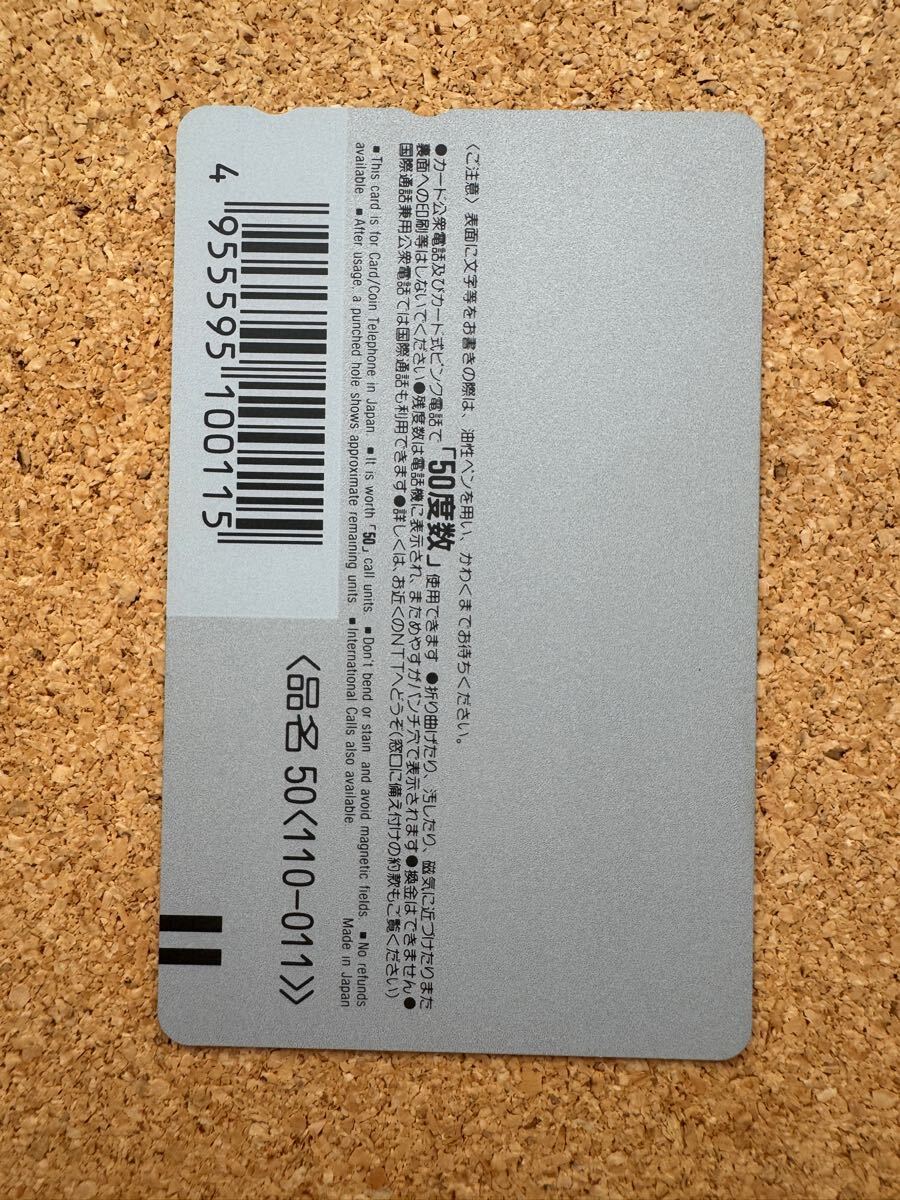 〈ご注意〉表面に文字等をお書きの際は、油性ペンを用い、かわくまでお待ちください。
●カード公衆電話及びカード式ピンク電話で「50度数」使用できます●折り曲げたり、汚したり、磁気に近づけたりまた
裏面への印刷等はしないでください●残度数は電話機に表示され、まためやすがパンチ穴で表示されます●換金はできません●
国際通話兼用公衆電話では国際通話も利用できます●詳しくは、お近くのNTTへどうぞ(窓口に備え付けの約款もご覧ください)
■This card is for Card/Coin Telephone in Japan. ■It is worth「50」call units. ■Don't bend or stain and avoid magnetic fields. ■No refunds
available. ■After usage, a punched hole shows approximate remaining units. ■International Calls also available. Made in Japan
4 955595 100115
〈品名 50〈110-011〉〉